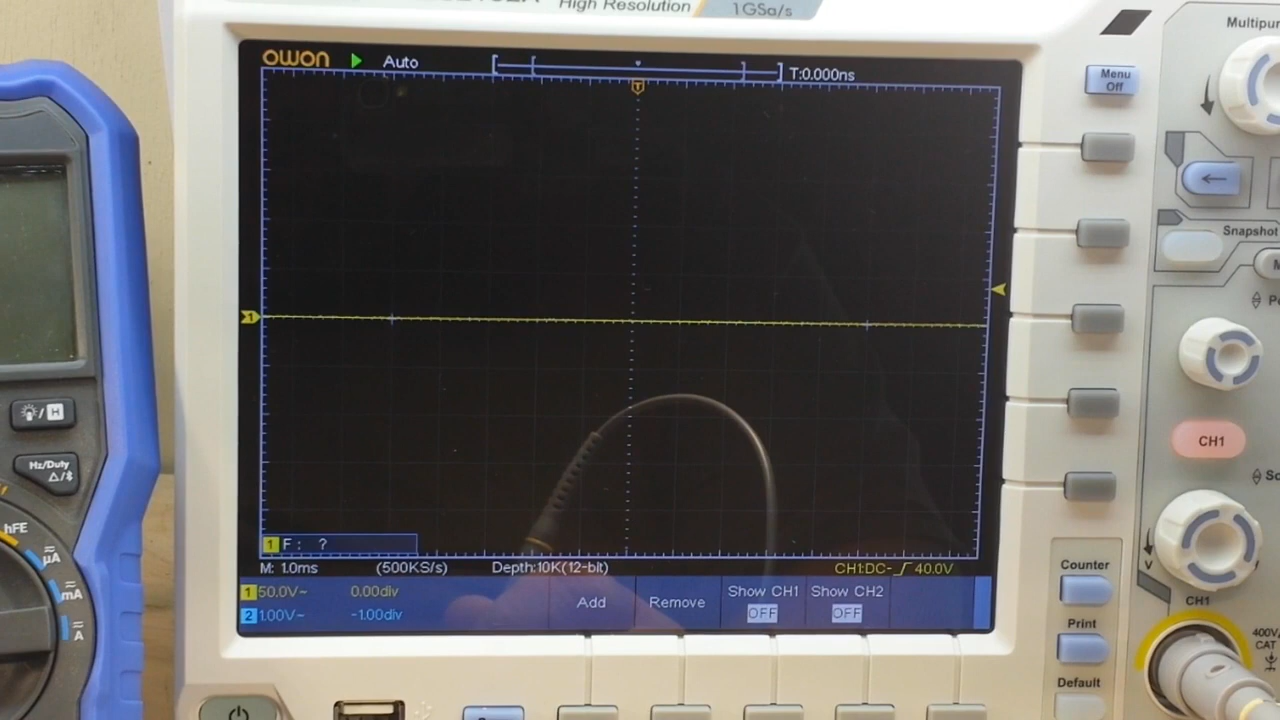 High Resolution
1GSa/s
OWON
Auto
T:0.000ns
T
1
1 F : ?
M: 1.0ms (500KS/s) Depth:10K(12-bit) CH1:DC- 40.0V
1 50.0V~ 0.00div
2 1.00V~ -1.00div
Add
Remove
Show CH1
OFF
Show CH2
OFF
Menu
Off
Snapshot
CH1
Counter
Print
Default
CH1
400V
CAT
/ H
Hz/Duty
Δ/
hFE
µA
mA
A